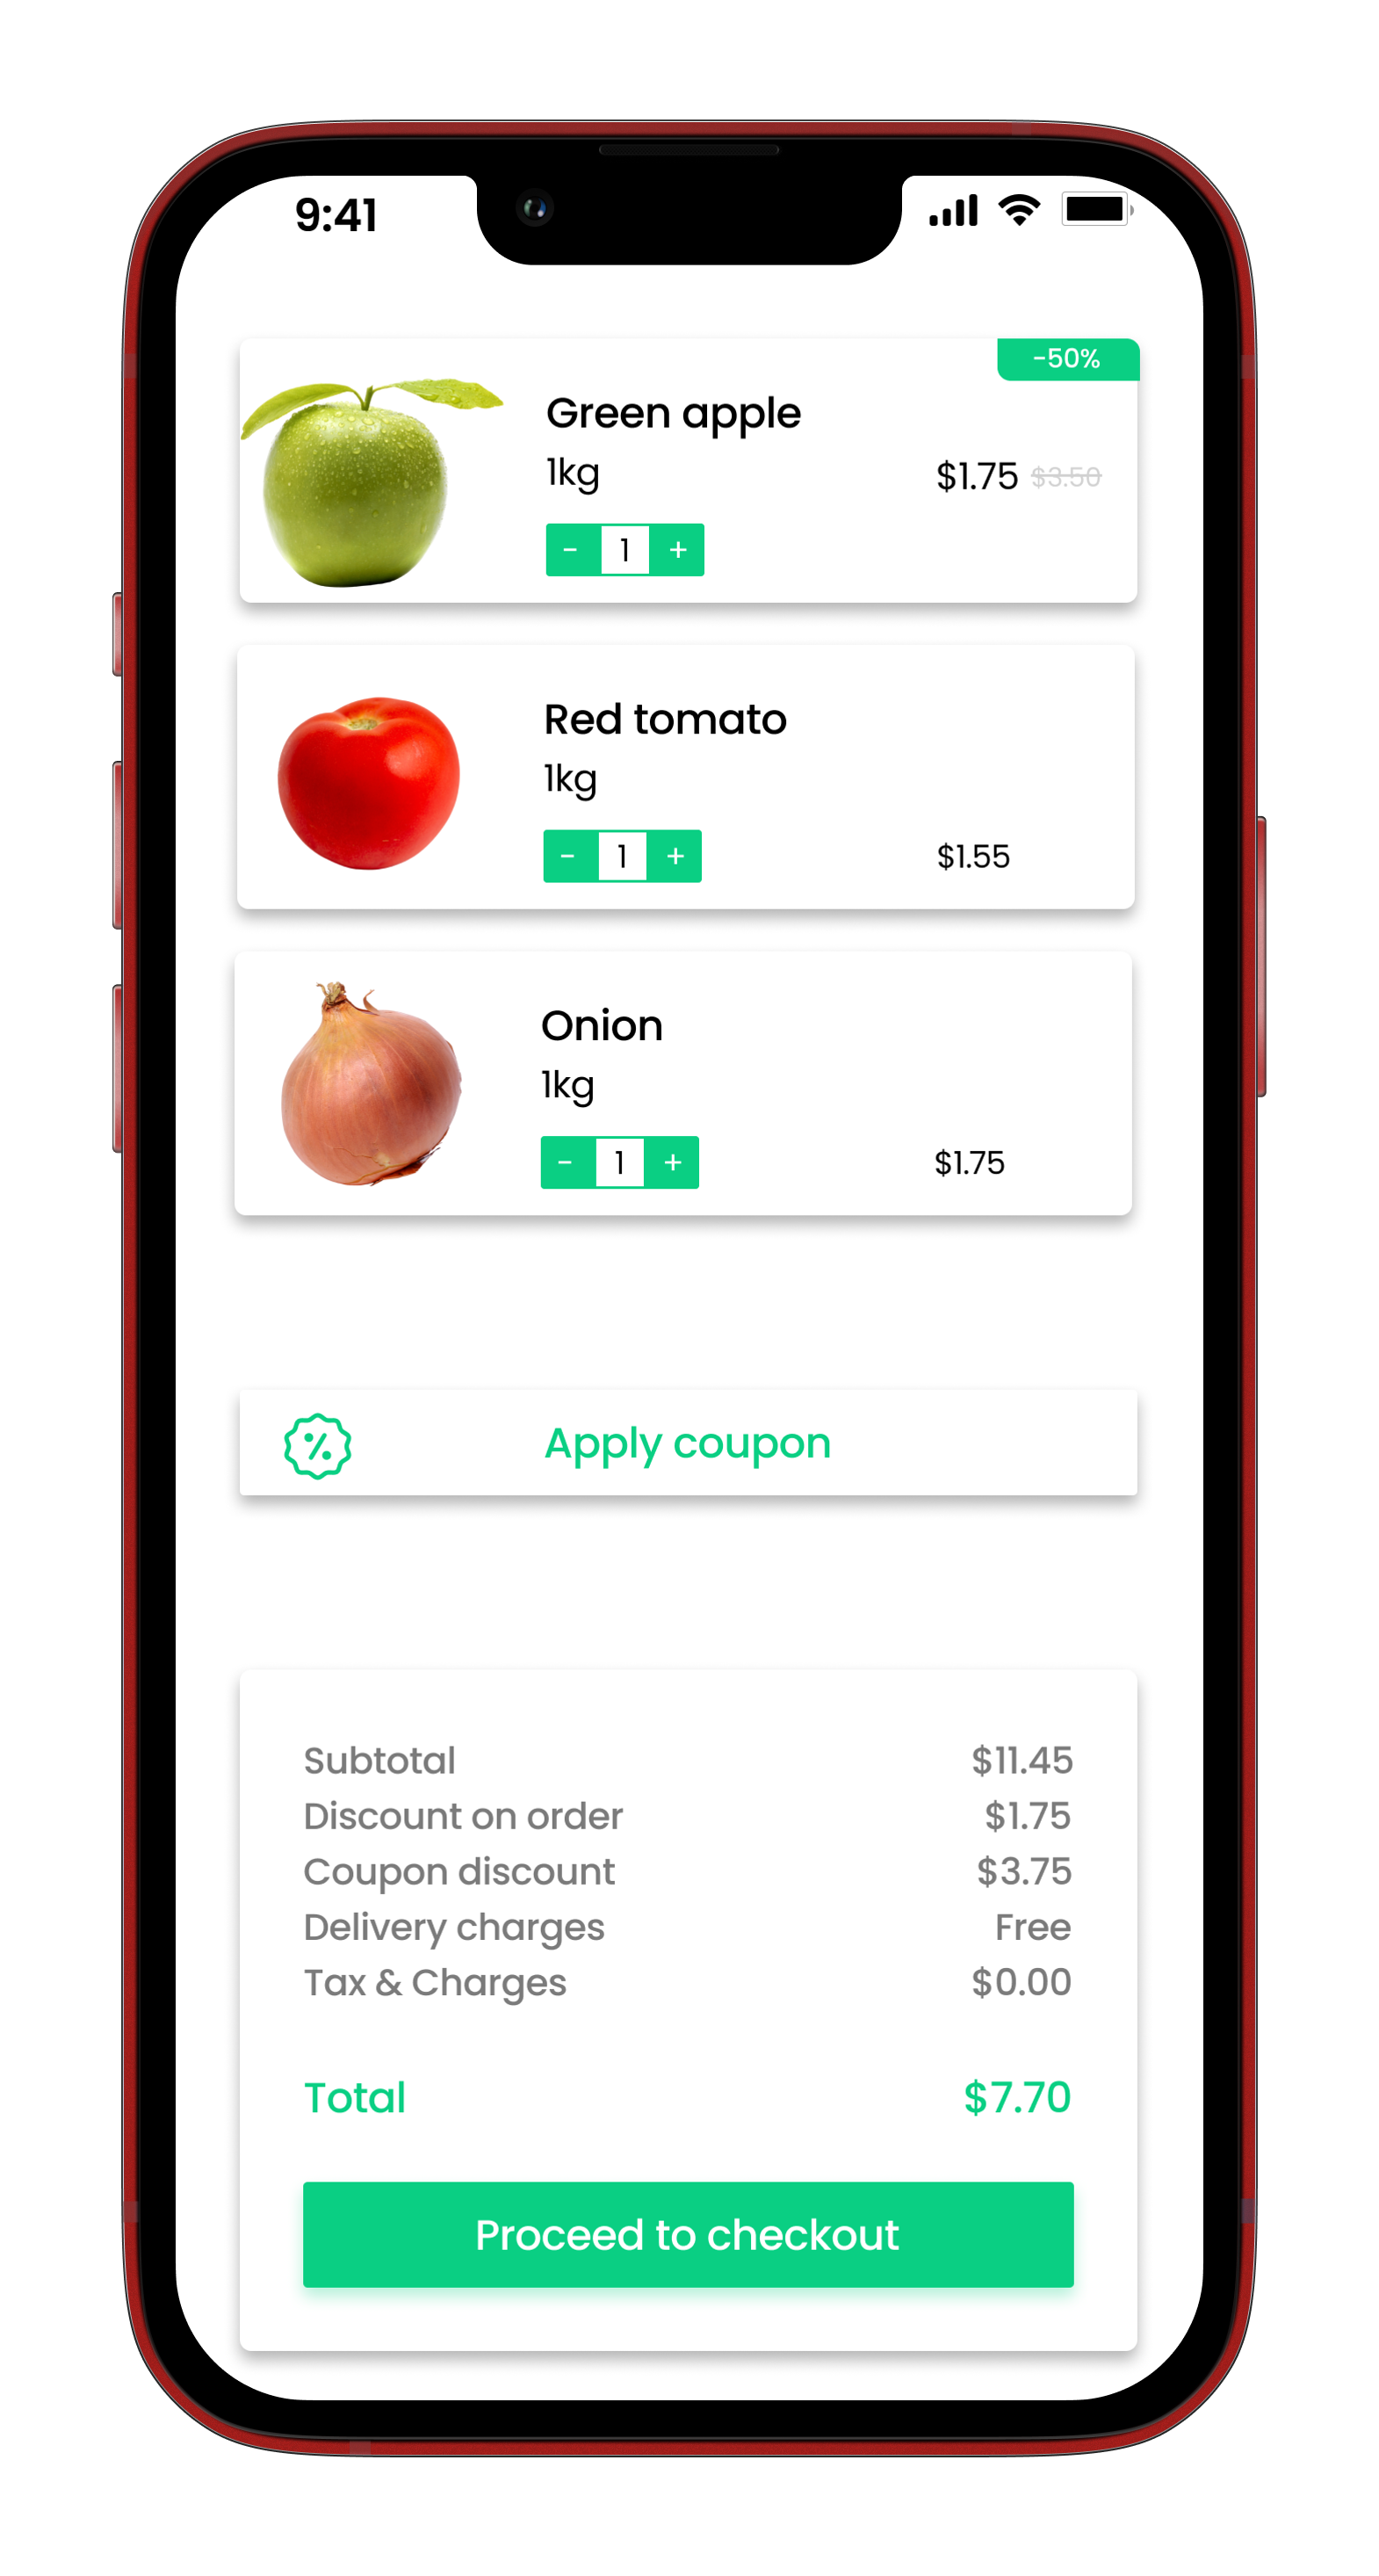 9:41
-50%
Green apple
1kg
$1.75 $3.50
- 1 +
Red tomato
1kg
- 1 + $1.55
Onion
1kg
- 1 + $1.75
Apply coupon
Subtotal $11.45
Discount on order $1.75
Coupon discount $3.75
Delivery charges Free
Tax & Charges $0.00
Total $7.70
Proceed to checkout